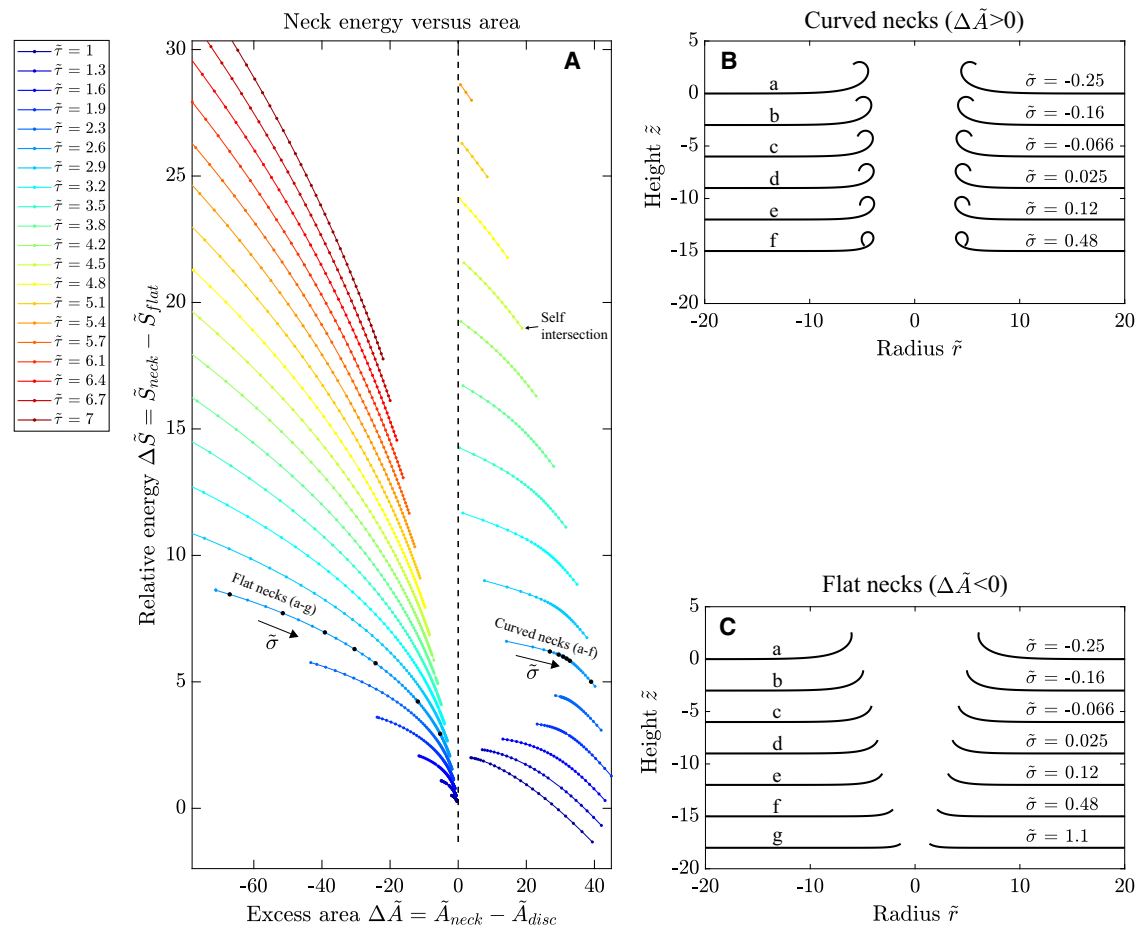 Neck energy versus area
τ̃ = 1
τ̃ = 1.3
τ̃ = 1.6
τ̃ = 1.9
τ̃ = 2.3
τ̃ = 2.6
τ̃ = 2.9
τ̃ = 3.2
τ̃ = 3.5
τ̃ = 3.8
τ̃ = 4.2
τ̃ = 4.5
τ̃ = 4.8
τ̃ = 5.1
τ̃ = 5.4
τ̃ = 5.7
τ̃ = 6.1
τ̃ = 6.4
τ̃ = 6.7
τ̃ = 7
A
30
25
20
15
10
5
0
Relative energy ΔS̃ = S̃neck − S̃flat
Self
intersection
Flat necks (a-g)
σ̃
Curved necks (a-f)
σ̃
-60
-40
-20
0
20
40
Excess area ΔÃ = Ãneck − Ãdisc
Curved necks (ΔÃ>0)
B
5
0
-5
-10
-15
-20
Height z̃
a
σ̃ = -0.25
b
σ̃ = -0.16
c
σ̃ = -0.066
d
σ̃ = 0.025
e
σ̃ = 0.12
f
σ̃ = 0.48
-20
-10
0
10
20
Radius r̃
Flat necks (ΔÃ<0)
C
5
0
-5
-10
-15
-20
Height z̃
a
σ̃ = -0.25
b
σ̃ = -0.16
c
σ̃ = -0.066
d
σ̃ = 0.025
e
σ̃ = 0.12
f
σ̃ = 0.48
g
σ̃ = 1.1
-20
-10
0
10
20
Radius r̃